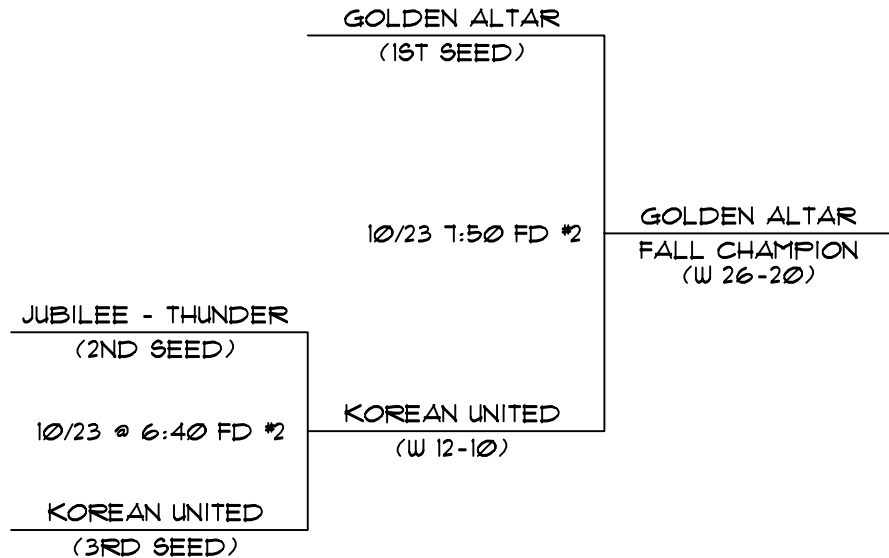 GOLDEN ALTAR
(1ST SEED)
10/23 7:50 FD #2
GOLDEN ALTAR
FALL CHAMPION
(W 26-20)
JUBILEE - THUNDER
(2ND SEED)
10/23 @ 6:40 FD #2
KOREAN UNITED
(W 12-10)
KOREAN UNITED
(3RD SEED)